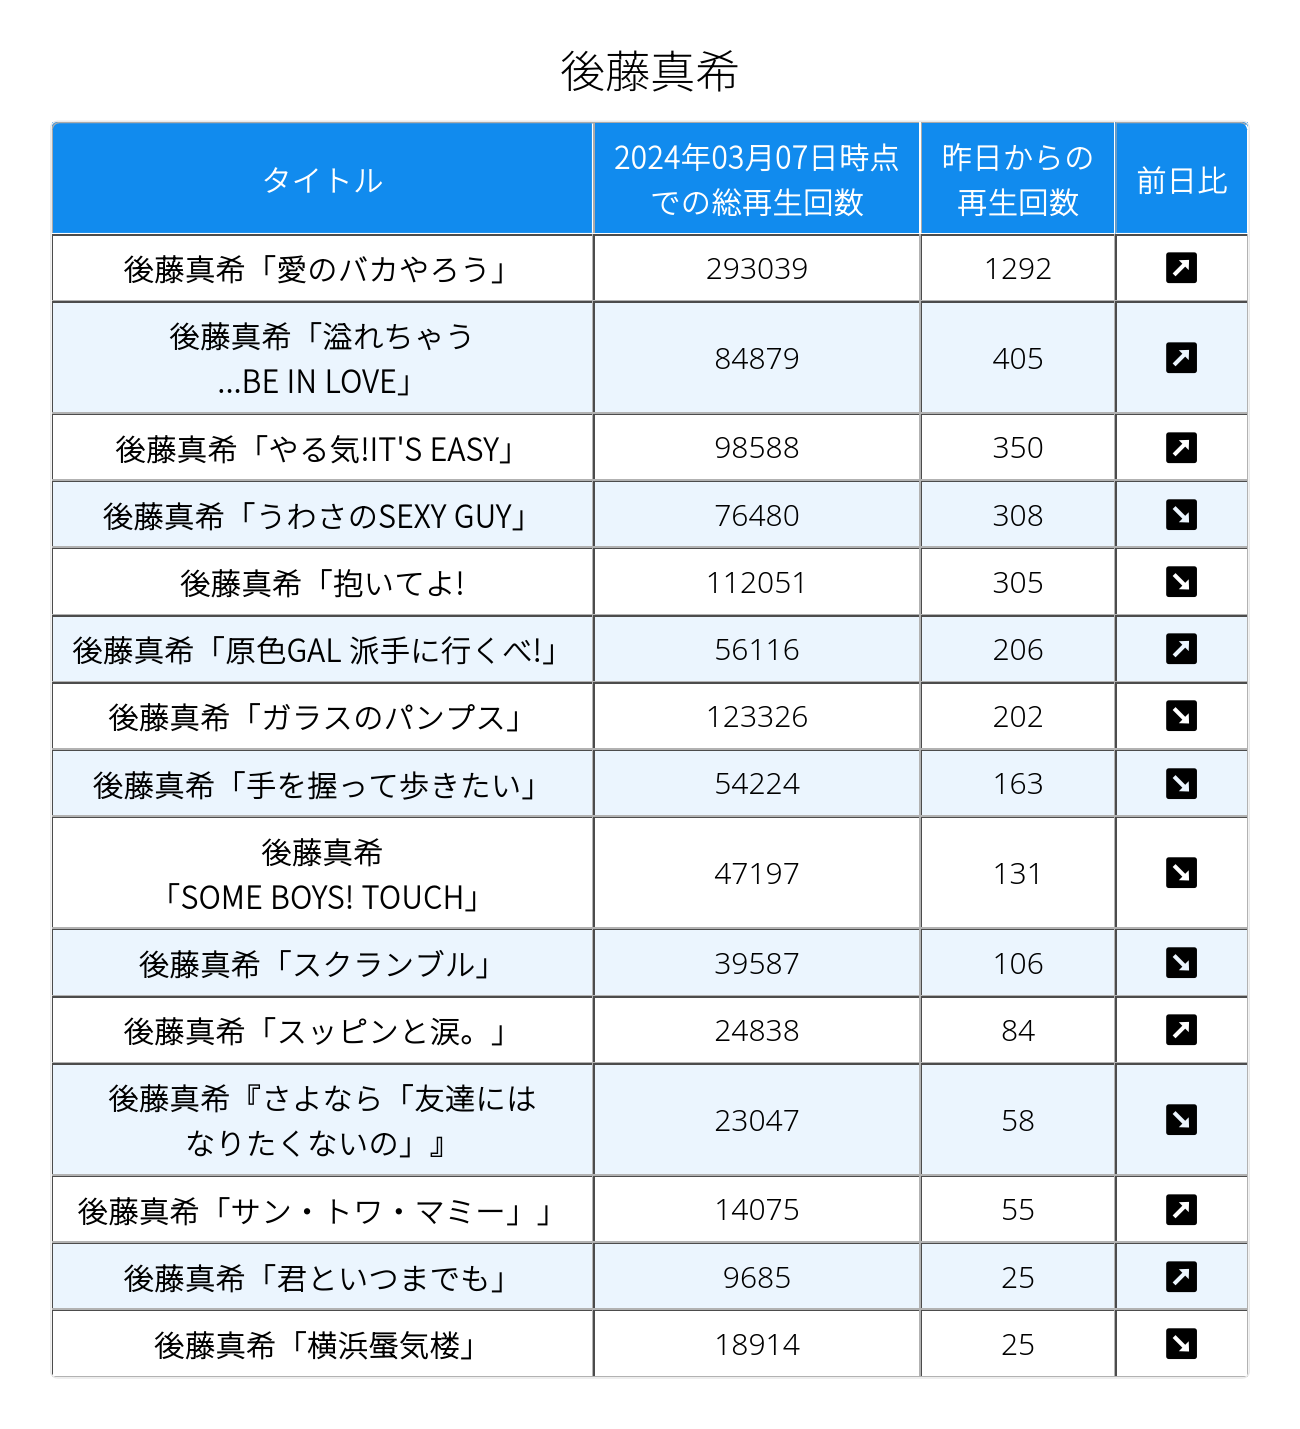 後藤真希
タイトル
2024年03月07日時点
での総再生回数
昨日からの
再生回数
前日比
後藤真希「愛のバカやろう」 293039 1292 ↗
後藤真希「溢れちゃう
...BE IN LOVE」 84879 405 ↗
後藤真希「やる気!IT'S EASY」 98588 350 ↗
後藤真希「うわさのSEXY GUY」 76480 308 ↘
後藤真希「抱いてよ! 112051 305 ↘
後藤真希「原色GAL 派手に行くべ!」 56116 206 ↗
後藤真希「ガラスのパンプス」 123326 202 ↘
後藤真希「手を握って歩きたい」 54224 163 ↘
後藤真希
「SOME BOYS! TOUCH」 47197 131 ↘
後藤真希「スクランブル」 39587 106 ↘
後藤真希「スッピンと涙。」 24838 84 ↗
後藤真希『さよなら「友達には
なりたくないの」』 23047 58 ↘
後藤真希「サン・トワ・マミー」」 14075 55 ↗
後藤真希「君といつまでも」 9685 25 ↗
後藤真希「横浜蜃気楼」 18914 25 ↘